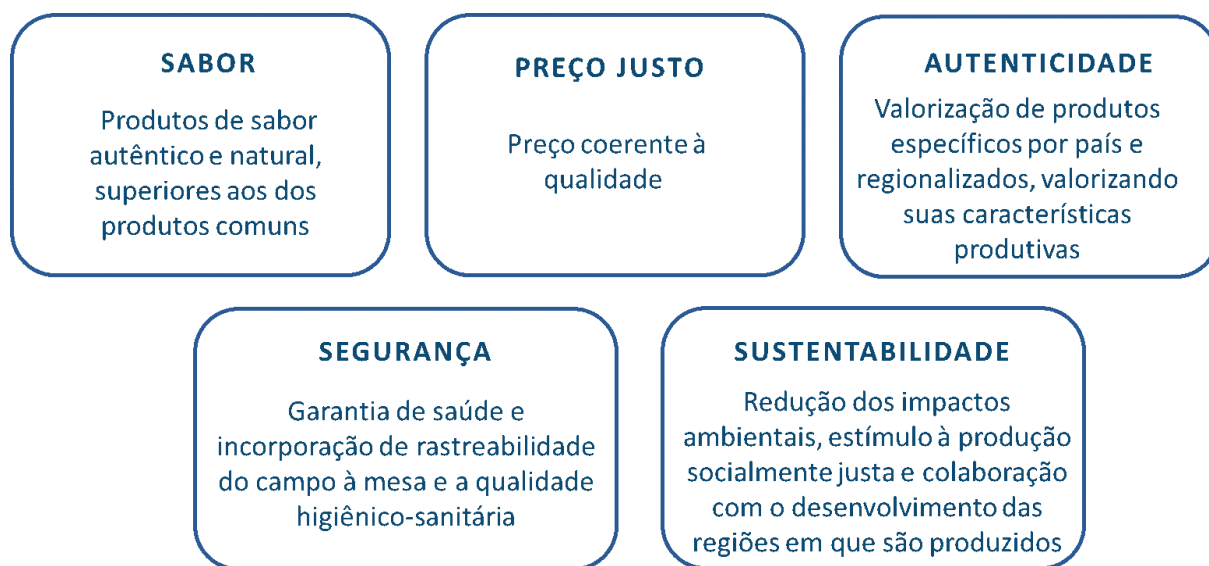 SABOR
Produtos de sabor
autêntico e natural,
superiores aos dos
produtos comuns
PREÇO JUSTO
Preço coerente à
qualidade
AUTENTICIDADE
Valorização de produtos
específicos por país e
regionalizados, valorizando
suas características
produtivas
SEGURANÇA
Garantia de saúde e
incorporação de rastreabilidade
do campo à mesa e a qualidade
higiênico-sanitária
SUSTENTABILIDADE
Redução dos impactos
ambientais, estímulo à produção
socialmente justa e colaboração
com o desenvolvimento das
regiões em que são produzidos